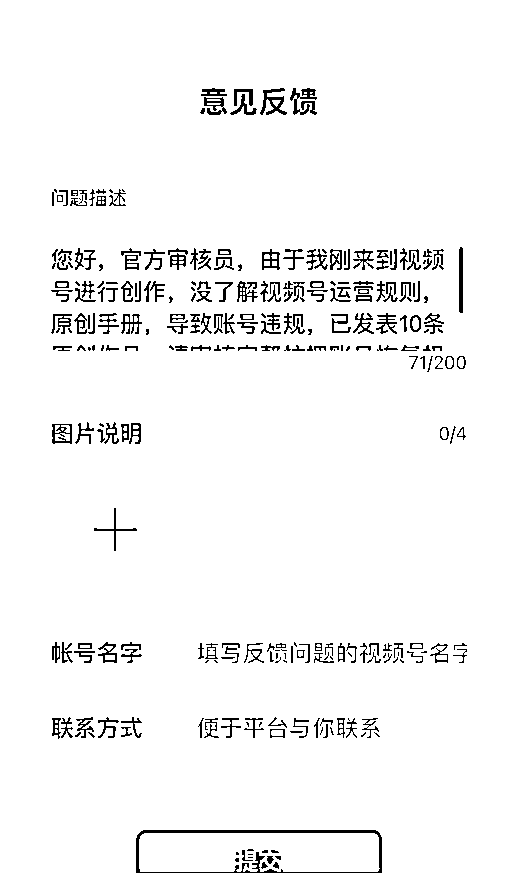 意见反馈
问题描述
您好，官方审核员，由于我刚来到视频
号进行创作，没了解视频号运营规则，
原创手册，导致账号违规，已发表10条
71/200
图片说明
0/4
帐号名字
填写反馈问题的视频号名字
联系方式
便于平台与你联系
提交